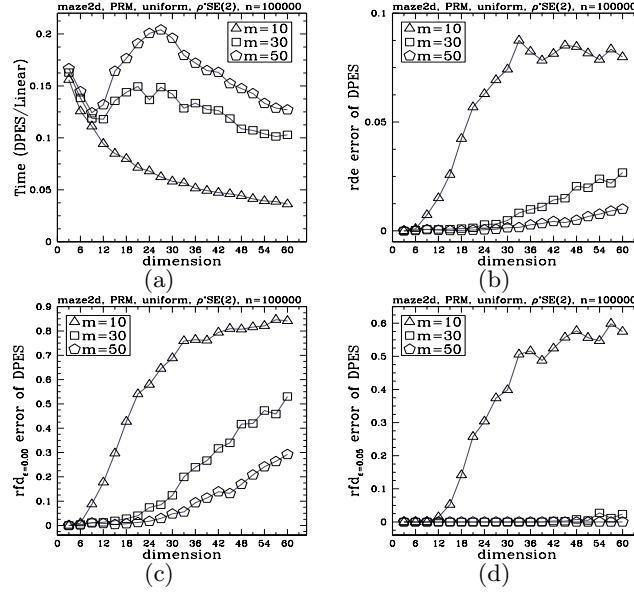 maze2d, PRM, uniform, ρ*SE(2), n=100000
Time (DPES/Linear)
0.2
0.15
0.1
0.05
0
m=10
m=30
m=50
0 6 12 18 24 30 36 42 48 54 60
dimension
(a)
maze2d, PRM, uniform, ρ*SE(2), n=100000
rde error of DPES
0.1
0.05
0
m=10
m=30
m=50
0 6 12 18 24 30 36 42 48 54 60
dimension
(b)
maze2d, PRM, uniform, ρ*SE(2), n=100000
rfdε=0.00 error of DPES
0.9
0.8
0.7
0.6
0.5
0.4
0.3
0.2
0.1
0
m=10
m=30
m=50
0 6 12 18 24 30 36 42 48 54 60
dimension
(c)
maze2d, PRM, uniform, ρ*SE(2), n=100000
rfdε=0.05 error of DPES
0.6
0.5
0.4
0.3
0.2
0.1
0
m=10
m=30
m=50
0 6 12 18 24 30 36 42 48 54 60
dimension
(d)